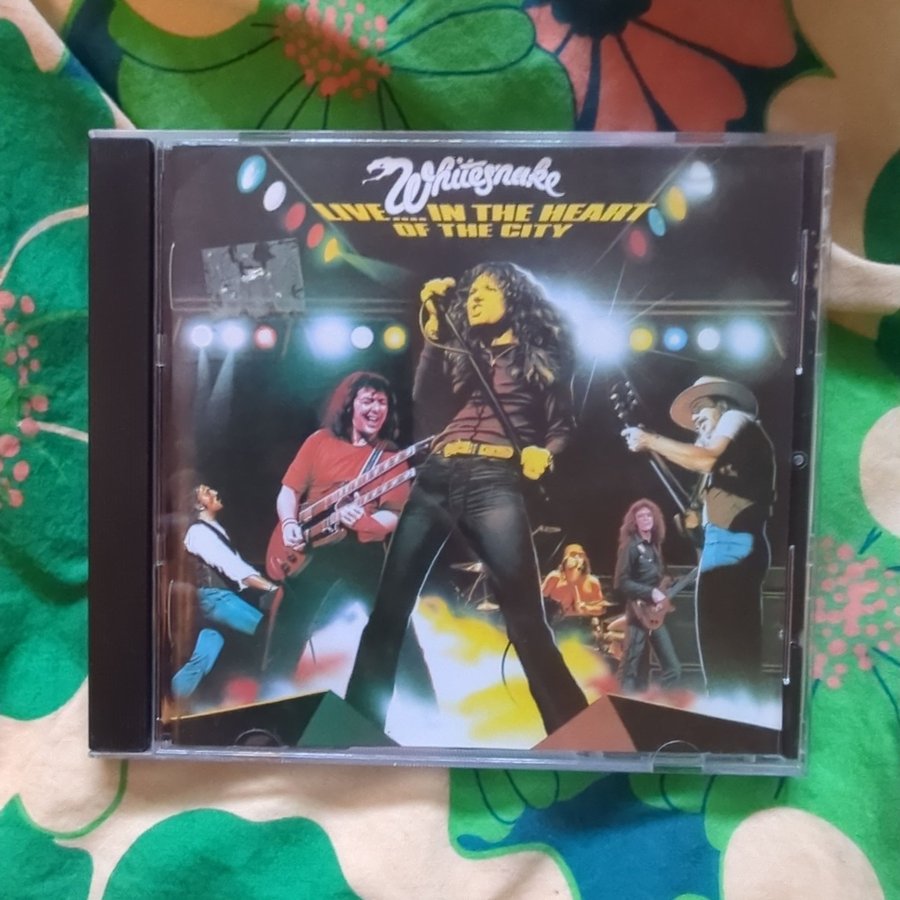 Whitesnake
LIVE.... IN THE HEART
OF THE CITY